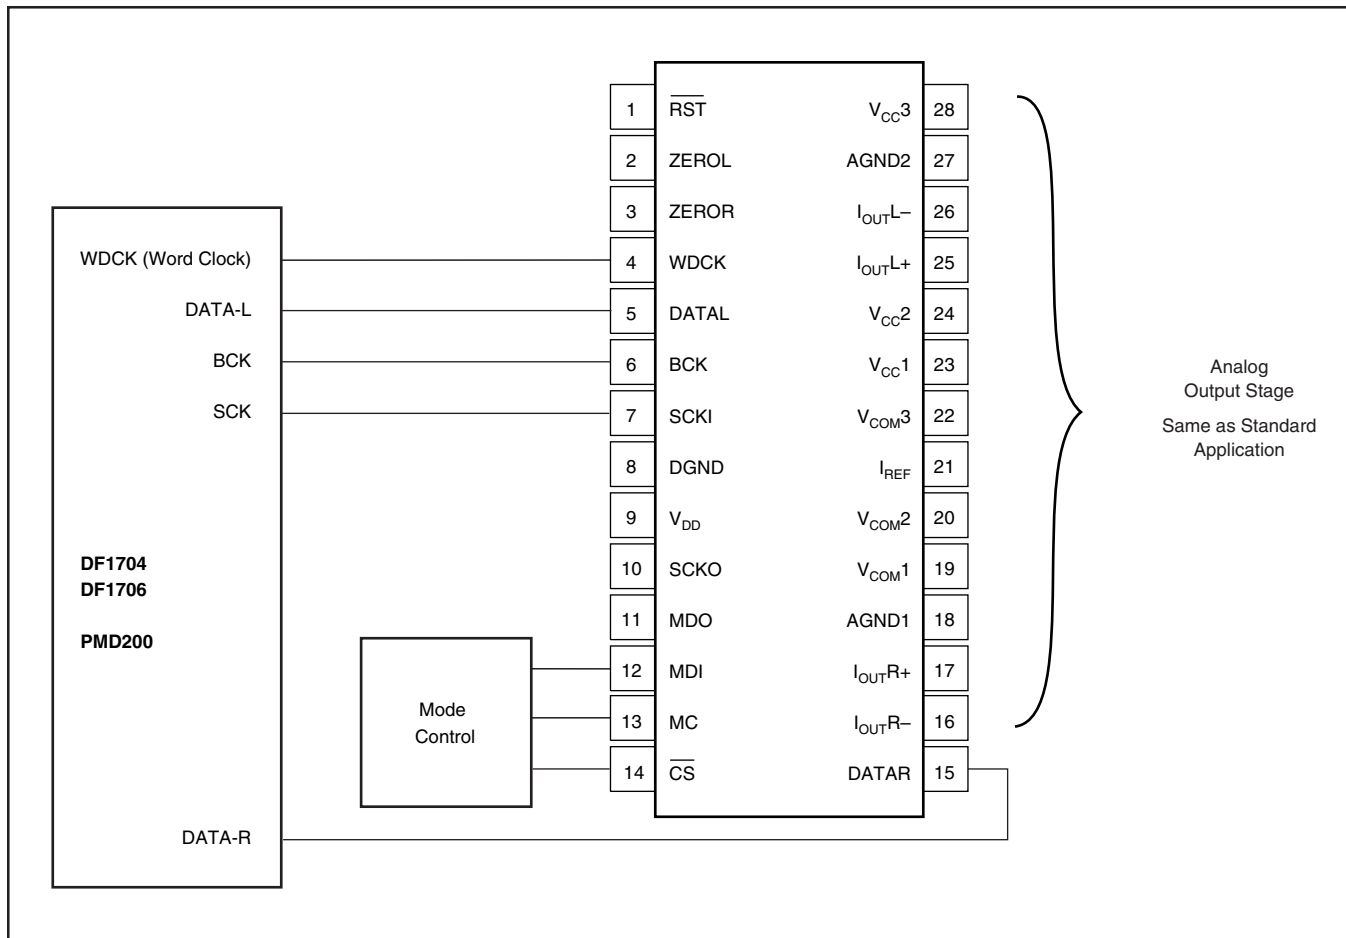 WDCK (Word Clock)
DATA-L
BCK
SCK
DF1704
DF1706
PMD200
DATA-R
Mode
Control
1 RST VCC3 28
2 ZEROL AGND2 27
3 ZEROR IOUTL– 26
4 WDCK IOUTL+ 25
5 DATAL VCC2 24
6 BCK VCC1 23
7 SCKI VCOM3 22
8 DGND IREF 21
9 VDD VCOM2 20
10 SCKO VCOM1 19
11 MDO AGND1 18
12 MDI IOUTR+ 17
13 MC IOUTR– 16
14 CS DATAR 15
Analog
Output Stage
Same as Standard
Application